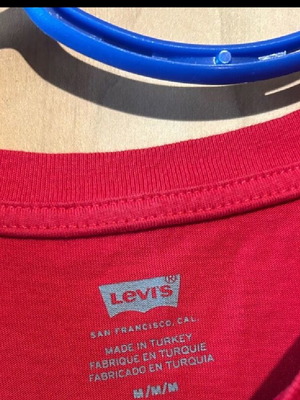 Levi's®
SAN FRANCISCO, CAL.
MADE IN TURKEY
FABRIQUE EN TURQUIE
FABRICADO EN TURQUIA
M/M/M